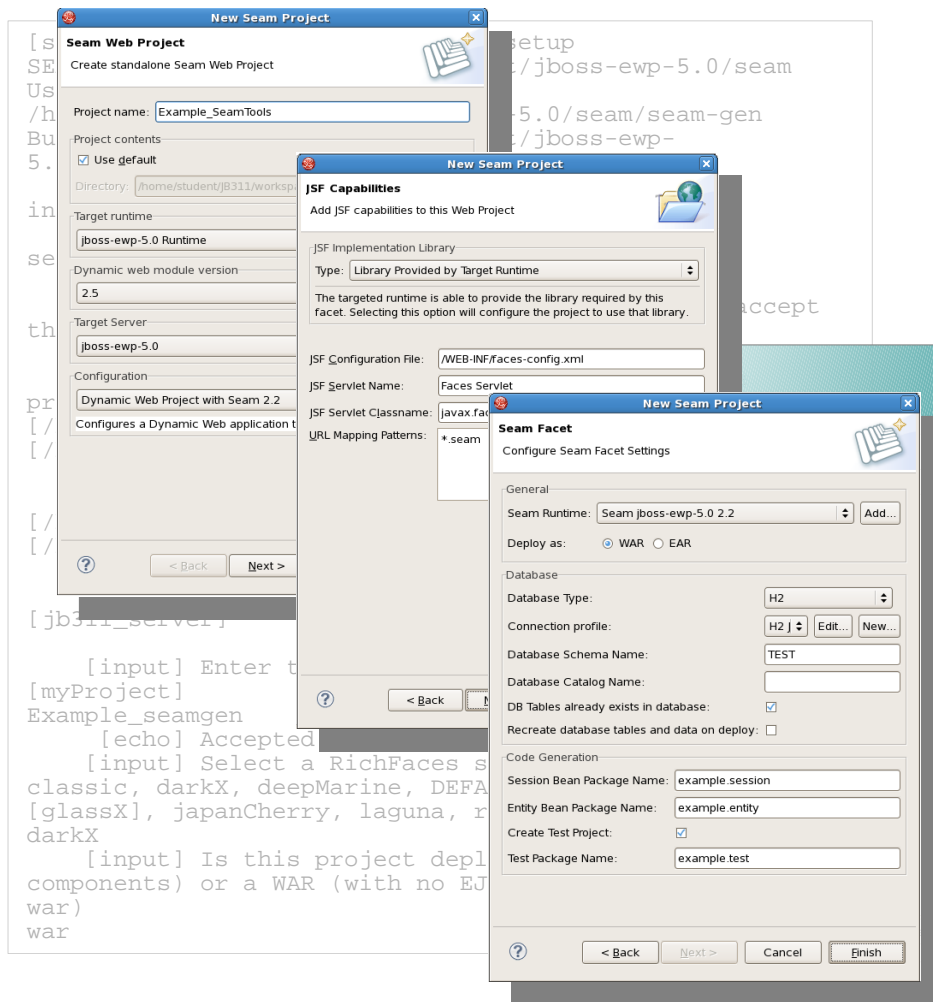 New Seam Project
Seam Web Project
Create standalone Seam Web Project
Project name: Example_SeamTools
Project contents
Use default
Directory: /home/student/JB311/worksp
Target runtime
jboss-ewp-5.0 Runtime
Dynamic web module version
2.5
Target Server
jboss-ewp-5.0
Configuration
Dynamic Web Project with Seam 2.2
Configures a Dynamic Web application t
< Back Next >
New Seam Project
JSF Capabilities
Add JSF capabilities to this Web Project
JSF Implementation Library
Type: Library Provided by Target Runtime
The targeted runtime is able to provide the library required by this
facet. Selecting this option will configure the project to use that library.
JSF Configuration File: /WEB-INF/faces-config.xml
JSF Servlet Name: Faces Servlet
JSF Servlet Classname: javax.fac
URL Mapping Patterns: *.seam
< Back N
New Seam Project
Seam Facet
Configure Seam Facet Settings
General
Seam Runtime: Seam jboss-ewp-5.0 2.2 Add...
Deploy as: WAR EAR
Database
Database Type: H2
Connection profile: H2 J Edit... New...
Database Schema Name: TEST
Database Catalog Name:
DB Tables already exists in database:
Recreate database tables and data on deploy:
Code Generation
Session Bean Package Name: example.session
Entity Bean Package Name: example.entity
Create Test Project:
Test Package Name: example.test
< Back Next > Cancel Finish
[s setup
SE t/jboss-ewp-5.0/seam
Us
/h -5.0/seam/seam-gen
Bu t/jboss-ewp-
5.
in
se
accept
th
pr
[/
[/
[/
[/
[jb311_server]
[input] Enter t
[myProject]
Example_seamgen
[echo] Accepted
[input] Select a RichFaces s
classic, darkX, deepMarine, DEFA
[glassX], japanCherry, laguna, r
darkX
[input] Is this project depl
components) or a WAR (with no EJ
war)
war